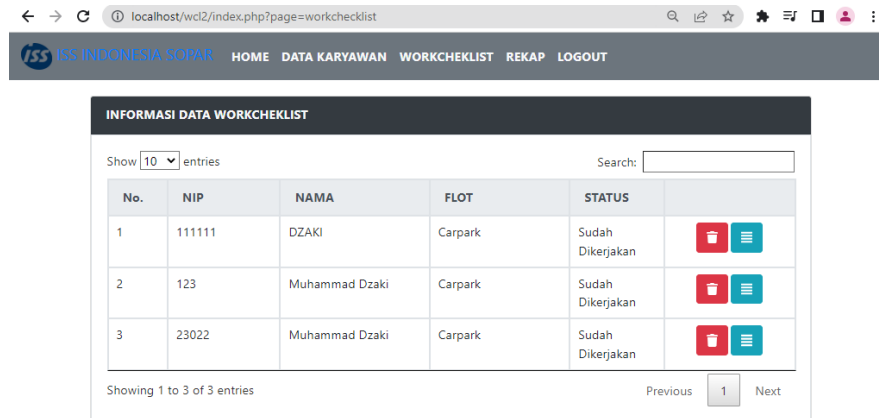 localhost/wcl2/index.php?page=workchecklist
ISS ISS INDONESIA SOPAR HOME DATA KARYAWAN WORKCHEKLIST REKAP LOGOUT
INFORMASI DATA WORKCHEKLIST
Show 10 entries Search:
No. NIP NAMA FLOT STATUS
1 111111 DZAKI Carpark Sudah
Dikerjakan
2 123 Muhammad Dzaki Carpark Sudah
Dikerjakan
3 23022 Muhammad Dzaki Carpark Sudah
Dikerjakan
Showing 1 to 3 of 3 entries Previous 1 Next